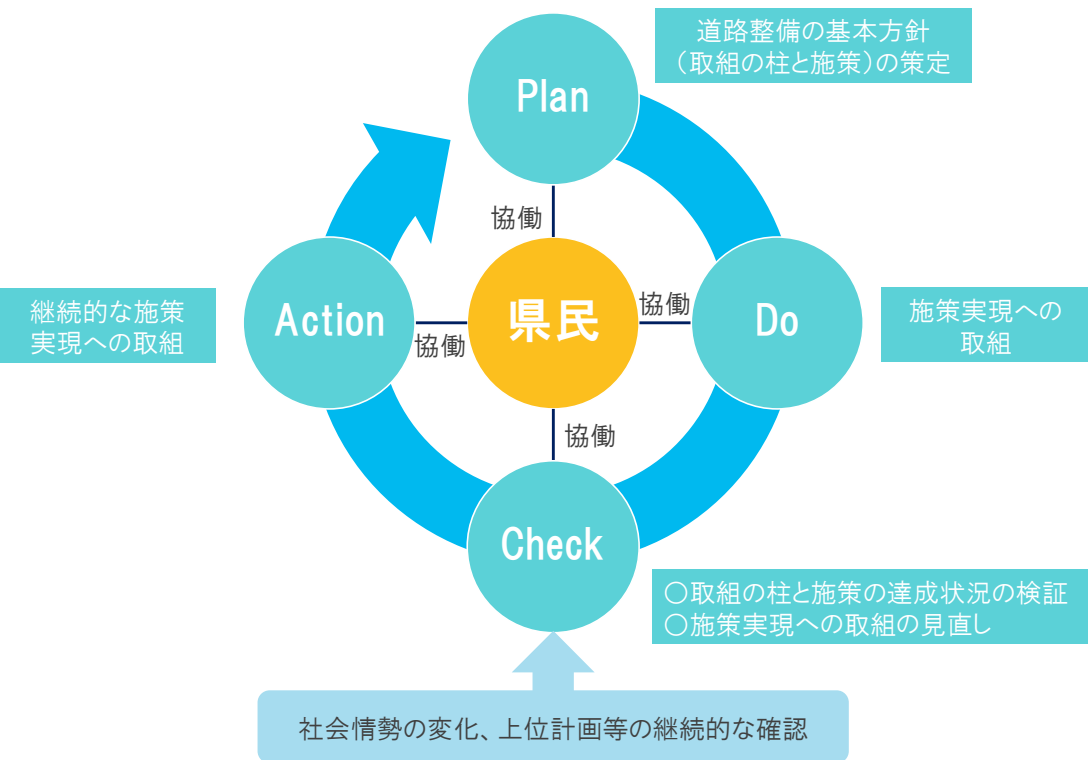 道路整備の基本方針
（取組の柱と施策）の策定
Plan
協働
継続的な施策
実現への取組
Action
協働
県民
協働
Do
施策実現への
取組
協働
Check
○取組の柱と施策の達成状況の検証
○施策実現への取組の見直し
社会情勢の変化、上位計画等の継続的な確認